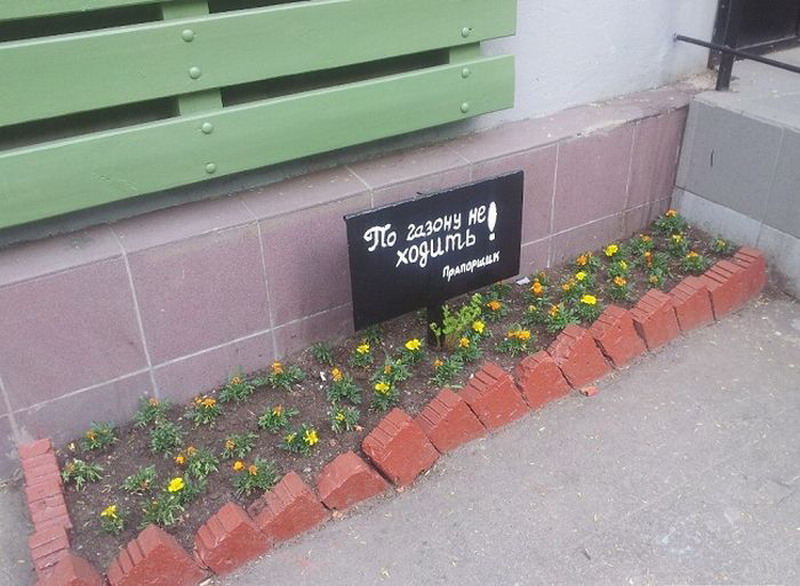 По газону не
ходить!
Прапорщик